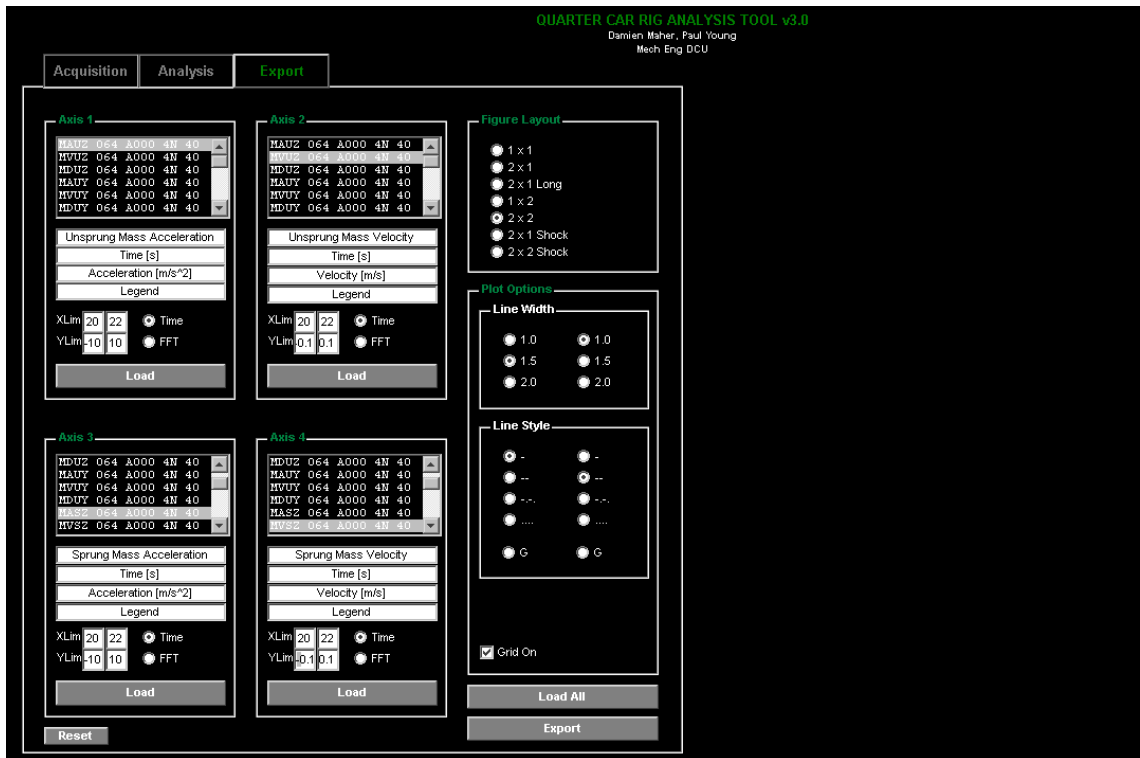 QUARTER CAR RIG ANALYSIS TOOL v3.0
Damien Maher, Paul Young
Mech Eng DCU
Acquisition
Analysis
Export
Axis 1
MAUZ 064 A000 4N 40
MVUZ 064 A000 4N 40
MDUZ 064 A000 4N 40
MAUY 064 A000 4N 40
MVUY 064 A000 4N 40
MDUY 064 A000 4N 40
Unsprung Mass Acceleration
Time [s]
Acceleration [m/s^2]
Legend
XLim 20 22 Time
YLim -10 10 FFT
Load
Axis 2
MAUZ 064 A000 4N 40
MVUZ 064 A000 4N 40
MDUZ 064 A000 4N 40
MAUY 064 A000 4N 40
MVUY 064 A000 4N 40
MDUY 064 A000 4N 40
Unsprung Mass Velocity
Time [s]
Velocity [m/s]
Legend
XLim 20 22 Time
YLim -0.1 0.1 FFT
Load
Figure Layout
1 x 1
2 x 1
2 x 1 Long
1 x 2
2 x 2
2 x 1 Shock
2 x 2 Shock
Plot Options
Line Width
1.0 1.0
1.5 1.5
2.0 2.0
Line Style
- -
-- --
-.-. -.-.
.... ....
G G
Grid On
Axis 3
MDUZ 064 A000 4N 40
MAUY 064 A000 4N 40
MVUY 064 A000 4N 40
MDUY 064 A000 4N 40
MASZ 064 A000 4N 40
MVSZ 064 A000 4N 40
Sprung Mass Acceleration
Time [s]
Acceleration [m/s^2]
Legend
XLim 20 22 Time
YLim -10 10 FFT
Load
Axis 4
MDUZ 064 A000 4N 40
MAUY 064 A000 4N 40
MVUY 064 A000 4N 40
MDUY 064 A000 4N 40
MASZ 064 A000 4N 40
MVSZ 064 A000 4N 40
Sprung Mass Velocity
Time [s]
Velocity [m/s]
Legend
XLim 20 22 Time
YLim -0.1 0.1 FFT
Load
Load All
Export
Reset